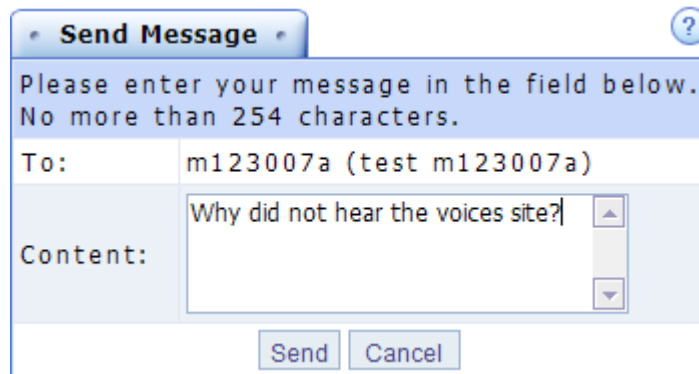 Send Message
?
Please enter your message in the field below.
No more than 254 characters.
To: m123007a (test m123007a)
Why did not hear the voices site?
Content:
Send Cancel